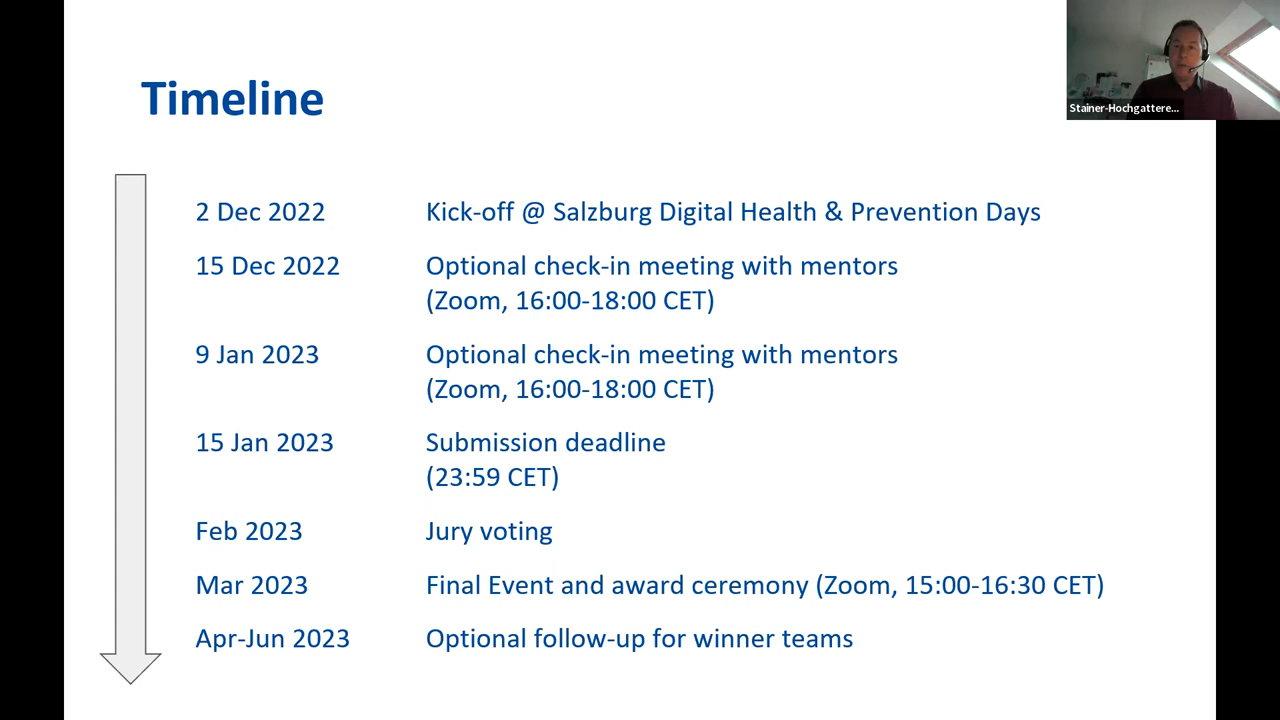 Timeline
Stainer-Hochgattere...
2 Dec 2022 Kick-off @ Salzburg Digital Health & Prevention Days
15 Dec 2022 Optional check-in meeting with mentors
(Zoom, 16:00-18:00 CET)
9 Jan 2023 Optional check-in meeting with mentors
(Zoom, 16:00-18:00 CET)
15 Jan 2023 Submission deadline
(23:59 CET)
Feb 2023 Jury voting
Mar 2023 Final Event and award ceremony (Zoom, 15:00-16:30 CET)
Apr-Jun 2023 Optional follow-up for winner teams